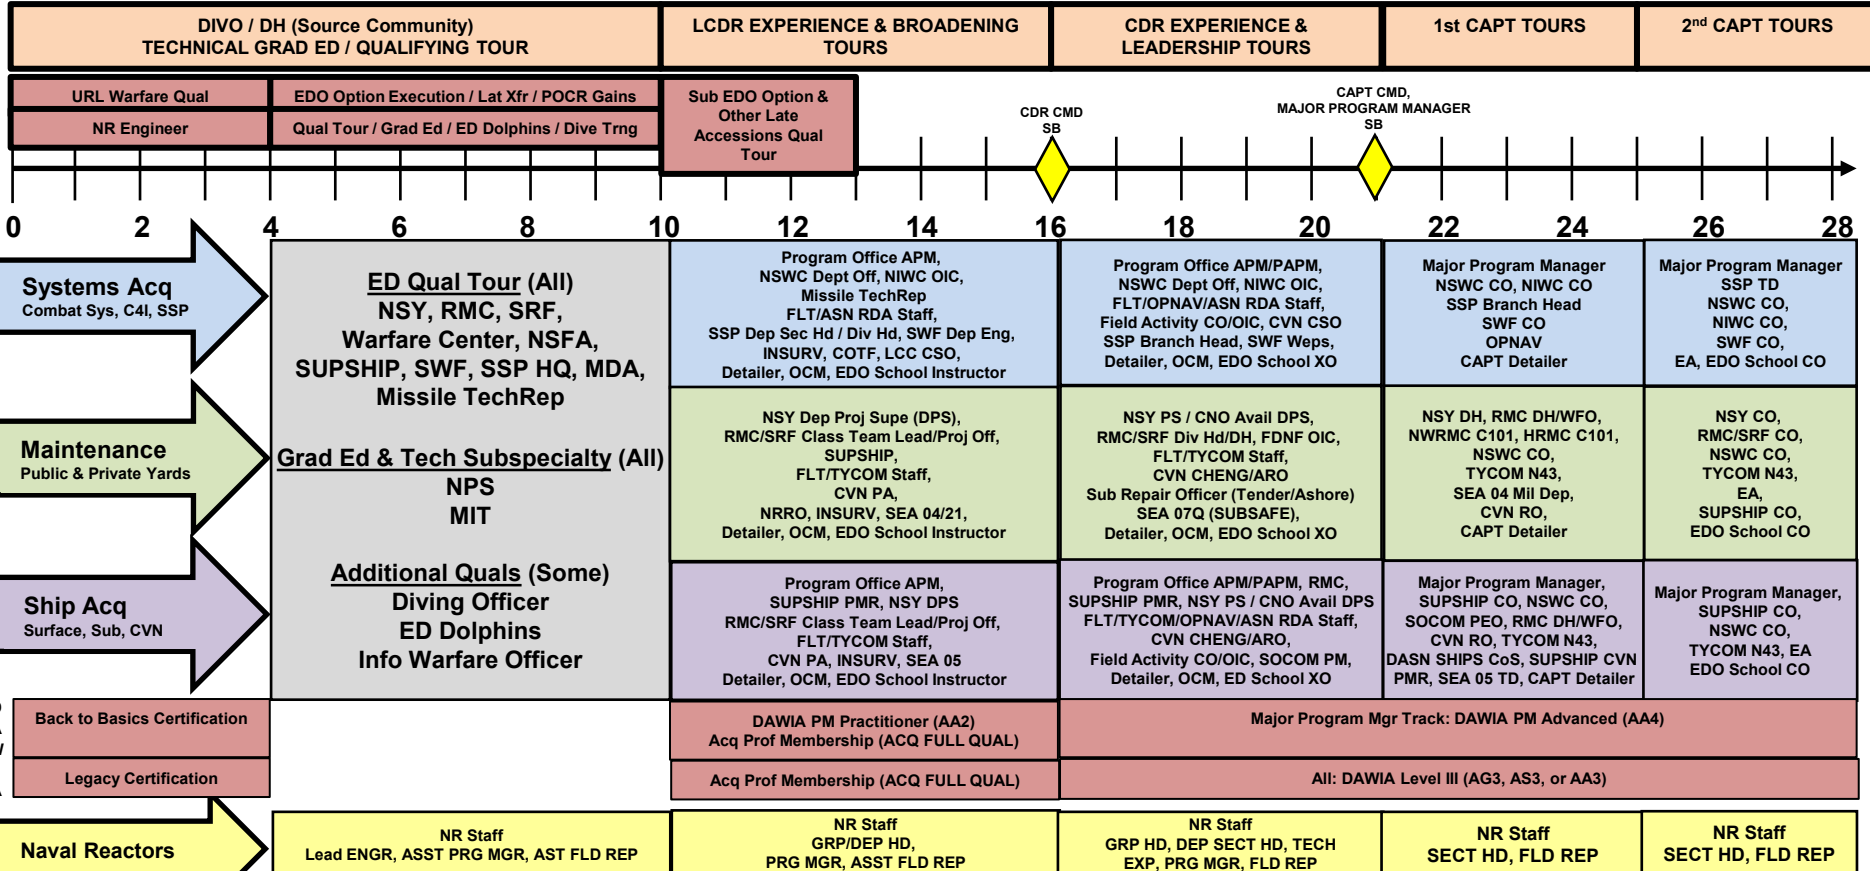 DIVO / DH (Source Community)
TECHNICAL GRAD ED / QUALIFYING TOUR
LCDR EXPERIENCE & BROADENING
TOURS
CDR EXPERIENCE &
LEADERSHIP TOURS
1st CAPT TOURS
2nd CAPT TOURS
URL Warfare Qual
EDO Option Execution / Lat Xfr / POCR Gains
NR Engineer
Qual Tour / Grad Ed / ED Dolphins / Dive Trng
Sub EDO Option &
Other Late
Accessions Qual
Tour
CDR CMD
SB
CAPT CMD,
MAJOR PROGRAM MANAGER
SB
0 2 4 6 8 10 12 14 16 18 20 22 24 26 28
Systems Acq
Combat Sys, C4I, SSP
Maintenance
Public & Private Yards
Ship Acq
Surface, Sub, CVN
ED Qual Tour (All)
NSY, RMC, SRF,
Warfare Center, NSFA,
SUPSHIP, SWF, SSP HQ, MDA,
Missile TechRep
Grad Ed & Tech Subspecialty (All)
NPS
MIT
Additional Quals (Some)
Diving Officer
ED Dolphins
Info Warfare Officer
Program Office APM,
NSWC Dept Off, NIWC OIC,
Missile TechRep
FLT/ASN RDA Staff,
SSP Dep Sec Hd / Div Hd, SWF Dep Eng,
INSURV, COTF, LCC CSO,
Detailer, OCM, EDO School Instructor
Program Office APM/PAPM,
NSWC Dept Off, NIWC OIC,
FLT/OPNAV/ASN RDA Staff,
Field Activity CO/OIC, CVN CSO
SSP Branch Head, SWF Weps,
Detailer, OCM, EDO School XO
Major Program Manager
NSWC CO, NIWC CO
SSP Branch Head
SWF CO
OPNAV
CAPT Detailer
Major Program Manager
SSP TD
NSWC CO,
NIWC CO,
SWF CO,
EA, EDO School CO
NSY Dep Proj Supe (DPS),
RMC/SRF Class Team Lead/Proj Off,
SUPSHIP,
FLT/TYCOM Staff,
CVN PA,
NRRO, INSURV, SEA 04/21,
Detailer, OCM, EDO School Instructor
NSY PS / CNO Avail DPS,
RMC/SRF Div Hd/DH, FDNF OIC,
FLT/TYCOM Staff,
CVN CHENG/ARO
Sub Repair Officer (Tender/Ashore)
SEA 07Q (SUBSAFE),
Detailer, OCM, EDO School XO
NSY DH, RMC DH/WFO,
NWRMC C101, HRMC C101,
NSWC CO,
TYCOM N43,
SEA 04 Mil Dep,
CVN RO,
CAPT Detailer
NSY CO,
RMC/SRF CO,
NSWC CO,
TYCOM N43,
EA,
SUPSHIP CO,
EDO School CO
Program Office APM,
SUPSHIP PMR, NSY DPS
RMC/SRF Class Team Lead/Proj Off,
FLT/TYCOM Staff,
CVN PA, INSURV, SEA 05
Detailer, OCM, EDO School Instructor
Program Office APM/PAPM, RMC,
SUPSHIP PMR, NSY PS / CNO Avail DPS
FLT/TYCOM/OPNAV/ASN RDA Staff,
CVN CHENG/ARO,
Field Activity CO/OIC, SOCOM PM,
Detailer, OCM, ED School XO
Major Program Manager,
SUPSHIP CO, NSWC CO,
SOCOM PEO, RMC DH/WFO,
CVN RO, TYCOM N43,
DASN SHIPS CoS, SUPSHIP CVN
PMR, SEA 05 TD, CAPT Detailer
Major Program Manager,
SUPSHIP CO,
NSWC CO,
TYCOM N43, EA
EDO School CO
Back to Basics Certification
DAWIA PM Practitioner (AA2)
Acq Prof Membership (ACQ FULL QUAL)
Major Program Mgr Track: DAWIA PM Advanced (AA4)
Legacy Certification
Acq Prof Membership (ACQ FULL QUAL)
All: DAWIA Level III (AG3, AS3, or AA3)
Naval Reactors
NR Staff
Lead ENGR, ASST PRG MGR, AST FLD REP
NR Staff
GRP/DEP HD,
PRG MGR, ASST FLD REP
NR Staff
GRP HD, DEP SECT HD, TECH
EXP, PRG MGR, FLD REP
NR Staff
SECT HD, FLD REP
NR Staff
SECT HD, FLD REP